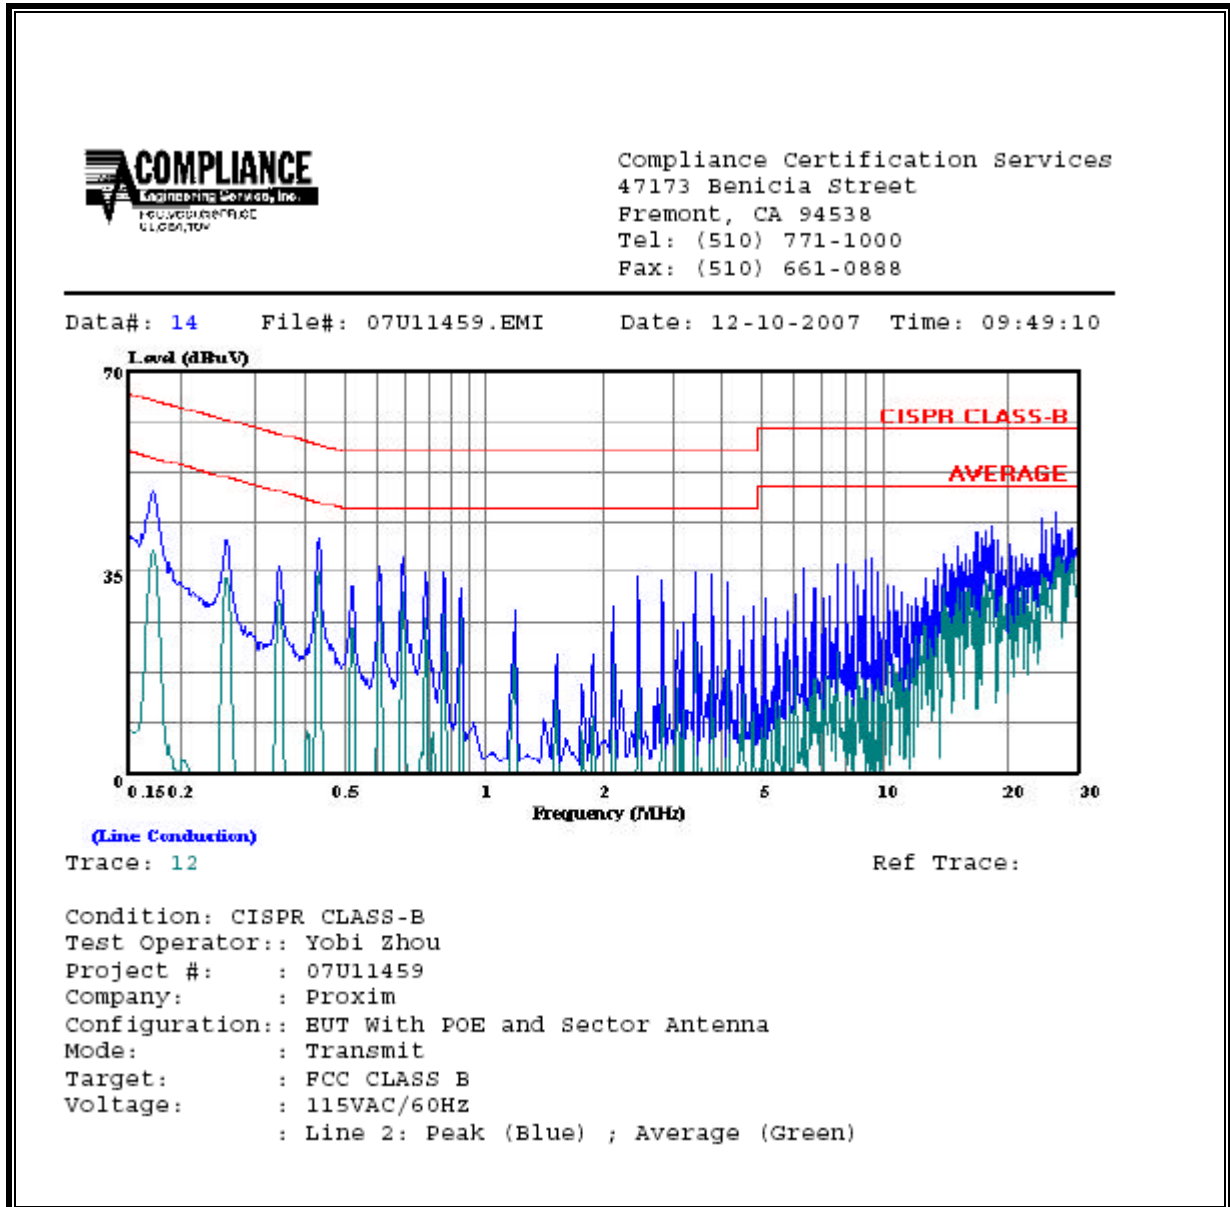 COMPLIANCE
Engineering Service, Inc.
Compliance Certification Services
47173 Benicia Street
Fremont, CA 94538
Tel: (510) 771-1000
Fax: (510) 661-0888
Data#: 14 File#: 07U11459.EMI Date: 12-10-2007 Time: 09:49:10
Level (dBuV)
70
CISPR CLASS-B
AVERAGE
35
0
0.15 0.2 0.5 1 2 5 10 20 30
Frequency (MHz)
(Line Conduction)
Trace: 12 Ref Trace:
Condition: CISPR CLASS-B
Test Operator:: Yobi Zhou
Project #: : 07U11459
Company: : Proxim
Configuration:: EUT With POE and Sector Antenna
Mode: : Transmit
Target: : FCC CLASS B
Voltage: : 115VAC/60Hz
: Line 2: Peak (Blue) ; Average (Green)